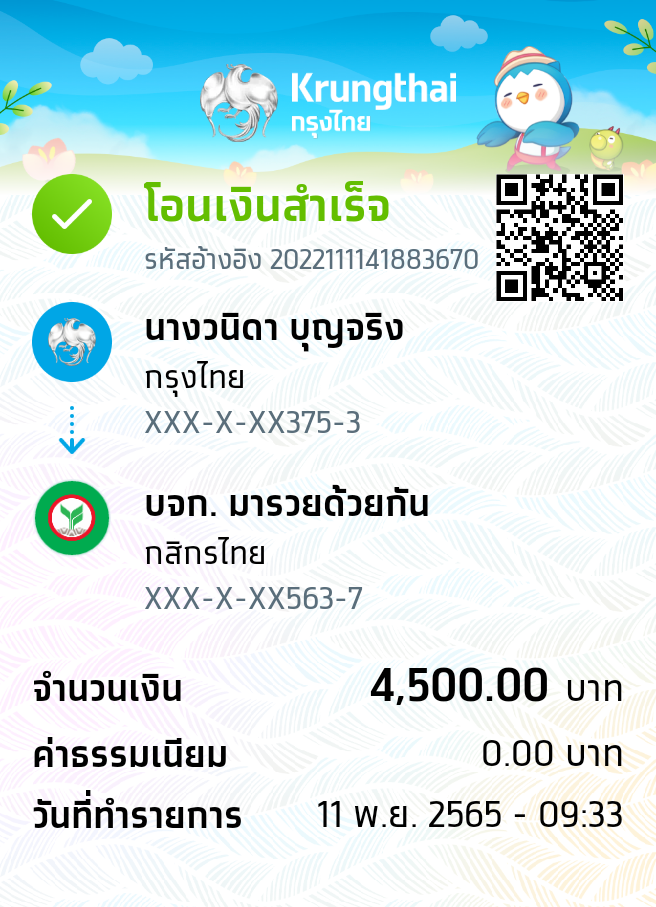 Krungthai
กรุงไทย
โอนเงินสำเร็จ
รหัสอ้างอิง 2022111141883670
นางวนิดา บุญจริง
กรุงไทย
XXX-X-XX375-3
บจก. มารวยด้วยกัน
กสิกรไทย
XXX-X-XX563-7
จำนวนเงิน 4,500.00 บาท
ค่าธรรมเนียม 0.00 บาท
วันที่ทำรายการ 11 พ.ย. 2565 - 09:33